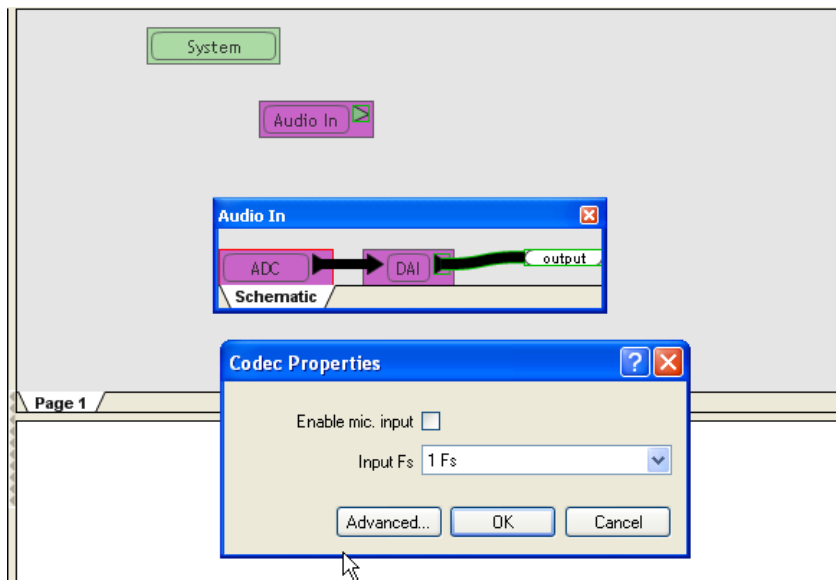 System
Audio In
Audio In
ADC
DAI
output
Schematic
Codec Properties
?
Page 1
Enable mic. input
Input Fs 1 Fs
Advanced... OK Cancel